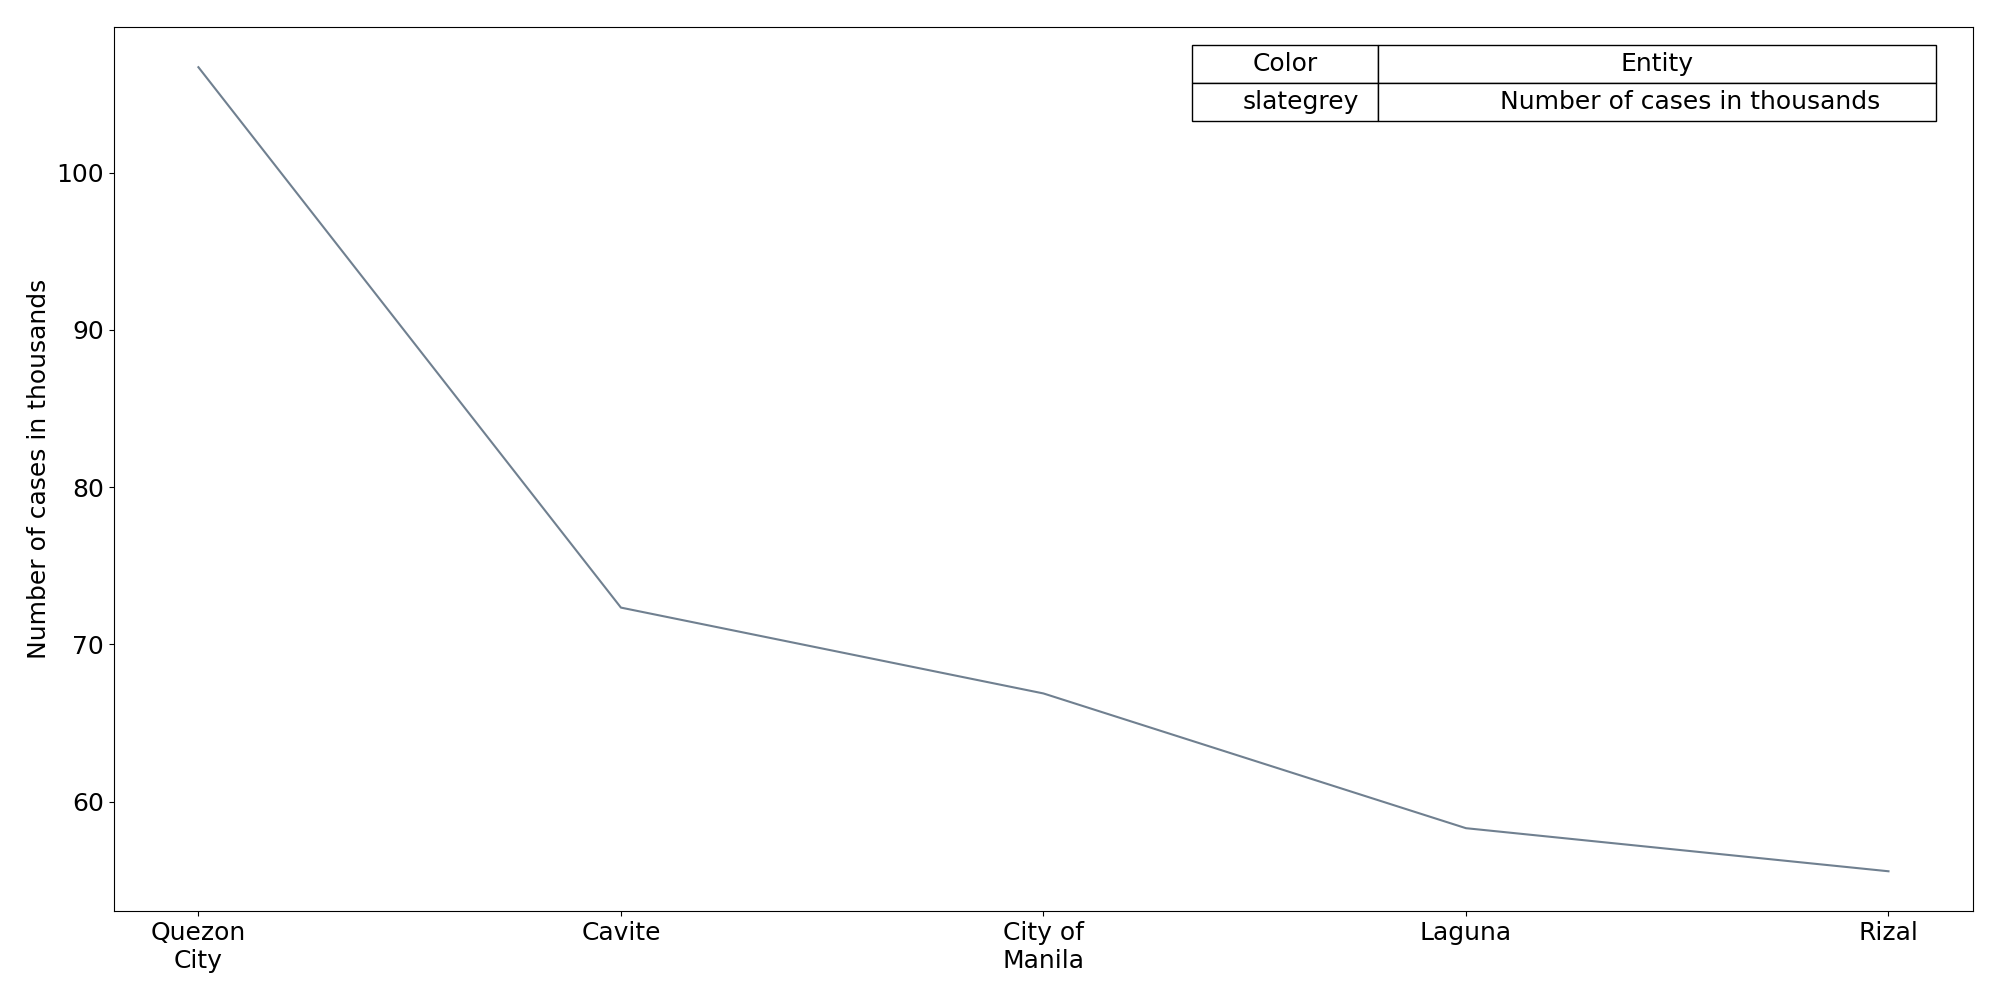 Color Entity
slategrey Number of cases in thousands
Number of cases in thousands
100
90
80
70
60
Quezon City
Cavite
City of Manila
Laguna
Rizal